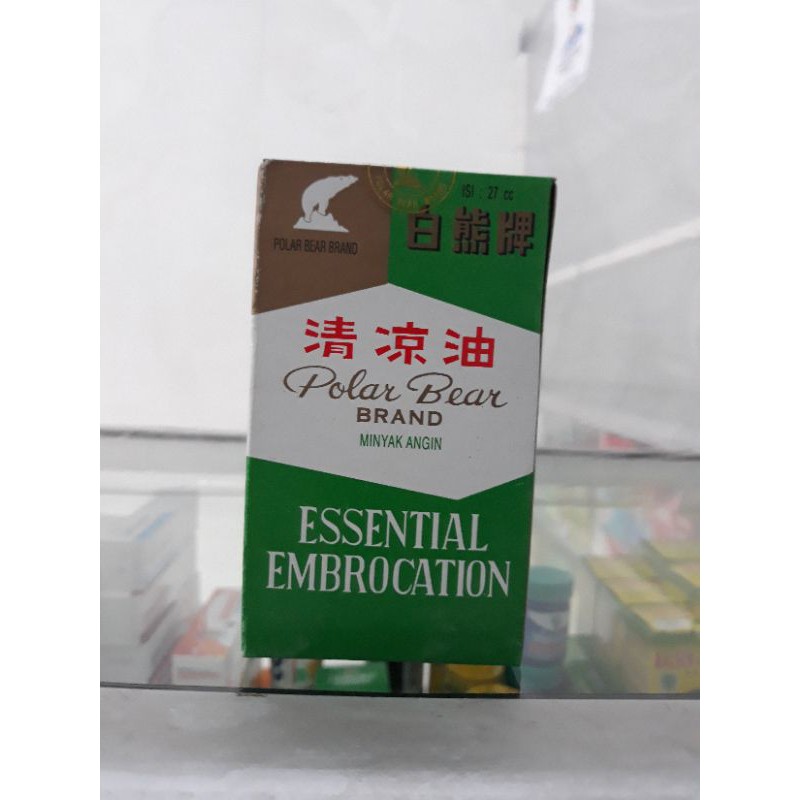 ISI : 27 cc
白熊牌
POLAR BEAR BRAND
清凉油
Polar Bear
BRAND
MINYAK ANGIN
ESSENTIAL
EMBROCATION